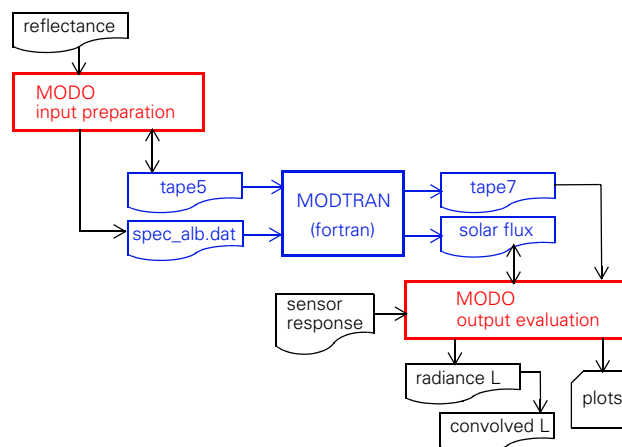 reflectance
MODO
input preparation
tape5
spec_alb.dat
MODTRAN
(fortran)
tape7
solar flux
sensor
response
MODO
output evaluation
radiance L
convolved L
plots